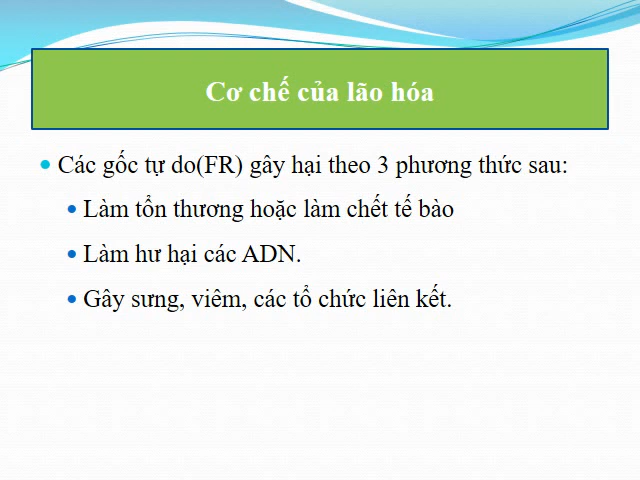 Cơ chế của lão hóa
Các gốc tự do(FR) gây hại theo 3 phương thức sau:
Làm tổn thương hoặc làm chết tế bào
Làm hư hại các ADN.
Gây sưng, viêm, các tổ chức liên kết.